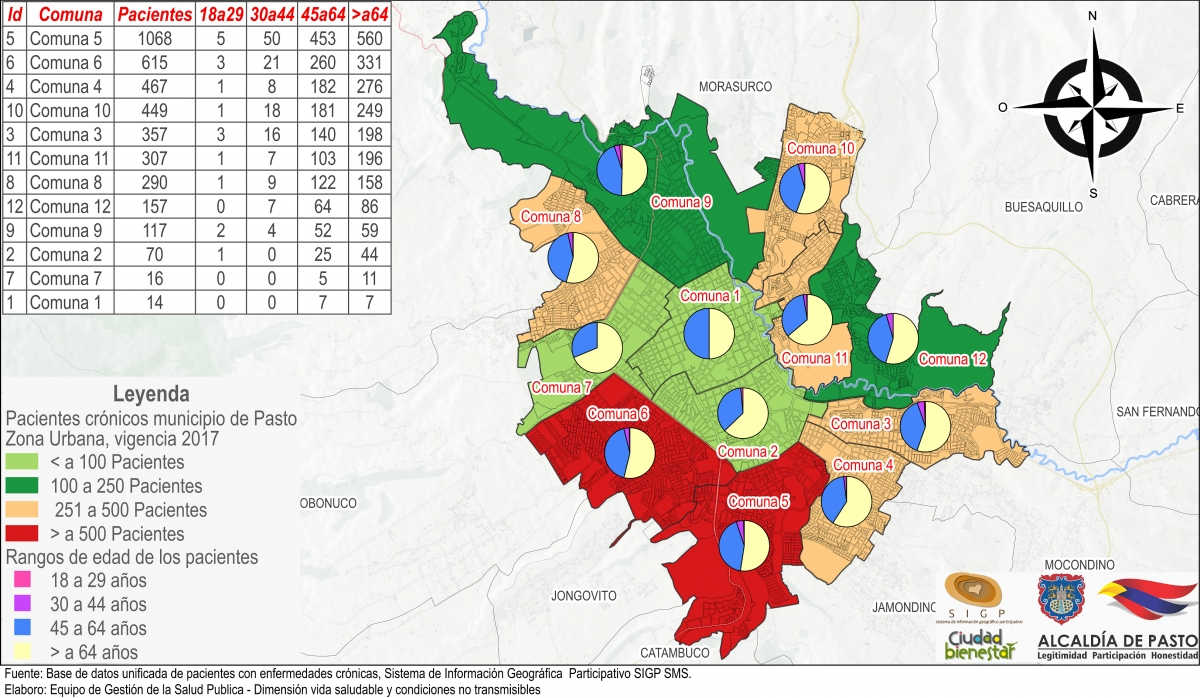 Id Comuna Pacientes 18a29 30a44 45a64 >a64
5 Comuna 5 1068 5 50 453 560
6 Comuna 6 615 3 21 260 331
4 Comuna 4 467 1 8 182 276
10 Comuna 10 449 1 18 181 249
3 Comuna 3 357 3 16 140 198
11 Comuna 11 307 1 7 103 196
8 Comuna 8 290 1 9 122 158
12 Comuna 12 157 0 7 64 86
9 Comuna 9 117 2 4 52 59
2 Comuna 2 70 1 0 25 44
7 Comuna 7 16 0 0 5 11
1 Comuna 1 14 0 0 7 7
MORASURCO
N
O
E
S
Comuna 10
BUESAQUILLO
CABRERA
Comuna 9
Comuna 8
Comuna 1
Comuna 11
Comuna 12
Comuna 7
Comuna 6
Comuna 3
SAN FERNANDO
Comuna 2
Comuna 4
Comuna 5
OBONUCO
JONGOVITO
MOCONDINO
JAMONDINO
CATAMBUCO
Leyenda
Pacientes crónicos municipio de Pasto
Zona Urbana, vigencia 2017
< a 100 Pacientes
100 a 250 Pacientes
251 a 500 Pacientes
> a 500 Pacientes
Rangos de edad de los pacientes
18 a 29 años
30 a 44 años
45 a 64 años
> a 64 años
SIGP
sistema de información geográfico participativo
Ciudad
bienestar
ALCALDÍA DE PASTO
Legitimidad Participación Honestidad
Fuente: Base de datos unificada de pacientes con enfermedades crónicas, Sistema de Información Geográfica Participativo SIGP SMS.
Elaboro: Equipo de Gestión de la Salud Publica - Dimensión vida saludable y condiciones no transmisibles